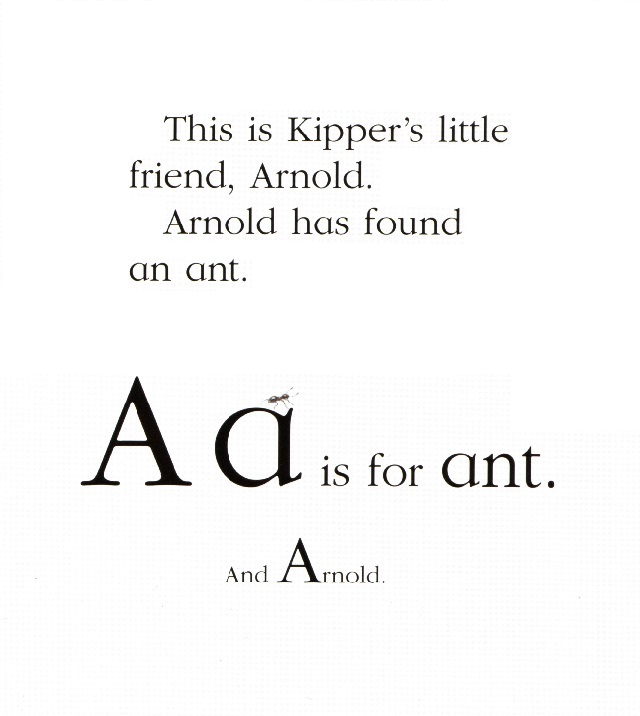 This is Kipper's little
friend, Arnold.
Arnold has found
an ant.
A a is for ant.
And Arnold.